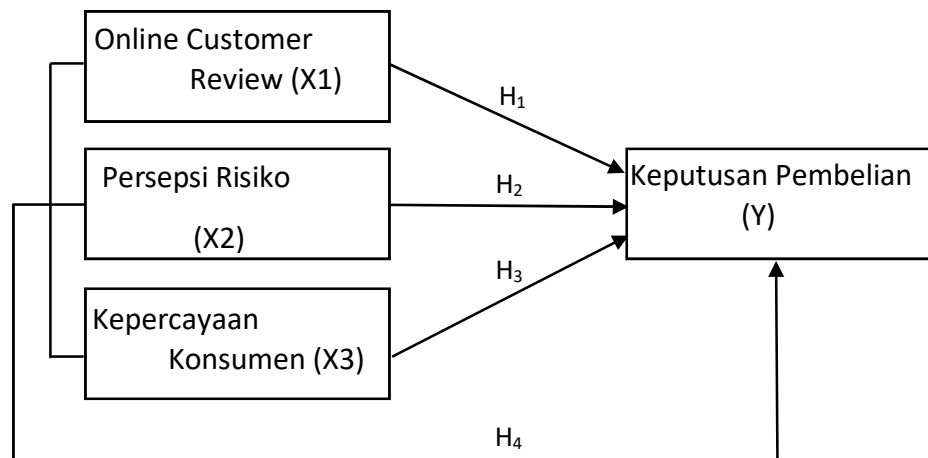 Online Customer
Review (X1)
H₁
Persepsi Risiko
(X2)
H₂
Keputusan Pembelian
(Y)
H₃
Kepercayaan
Konsumen (X3)
H₄